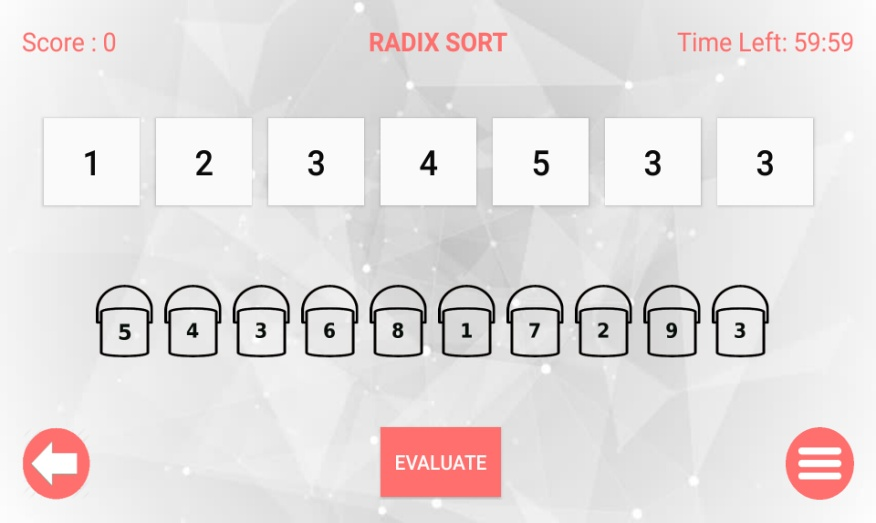 Score : 0 RADIX SORT Time Left: 59:59
1 2 3 4 5 3 3
5 4 3 6 8 1 7 2 9 3
EVALUATE